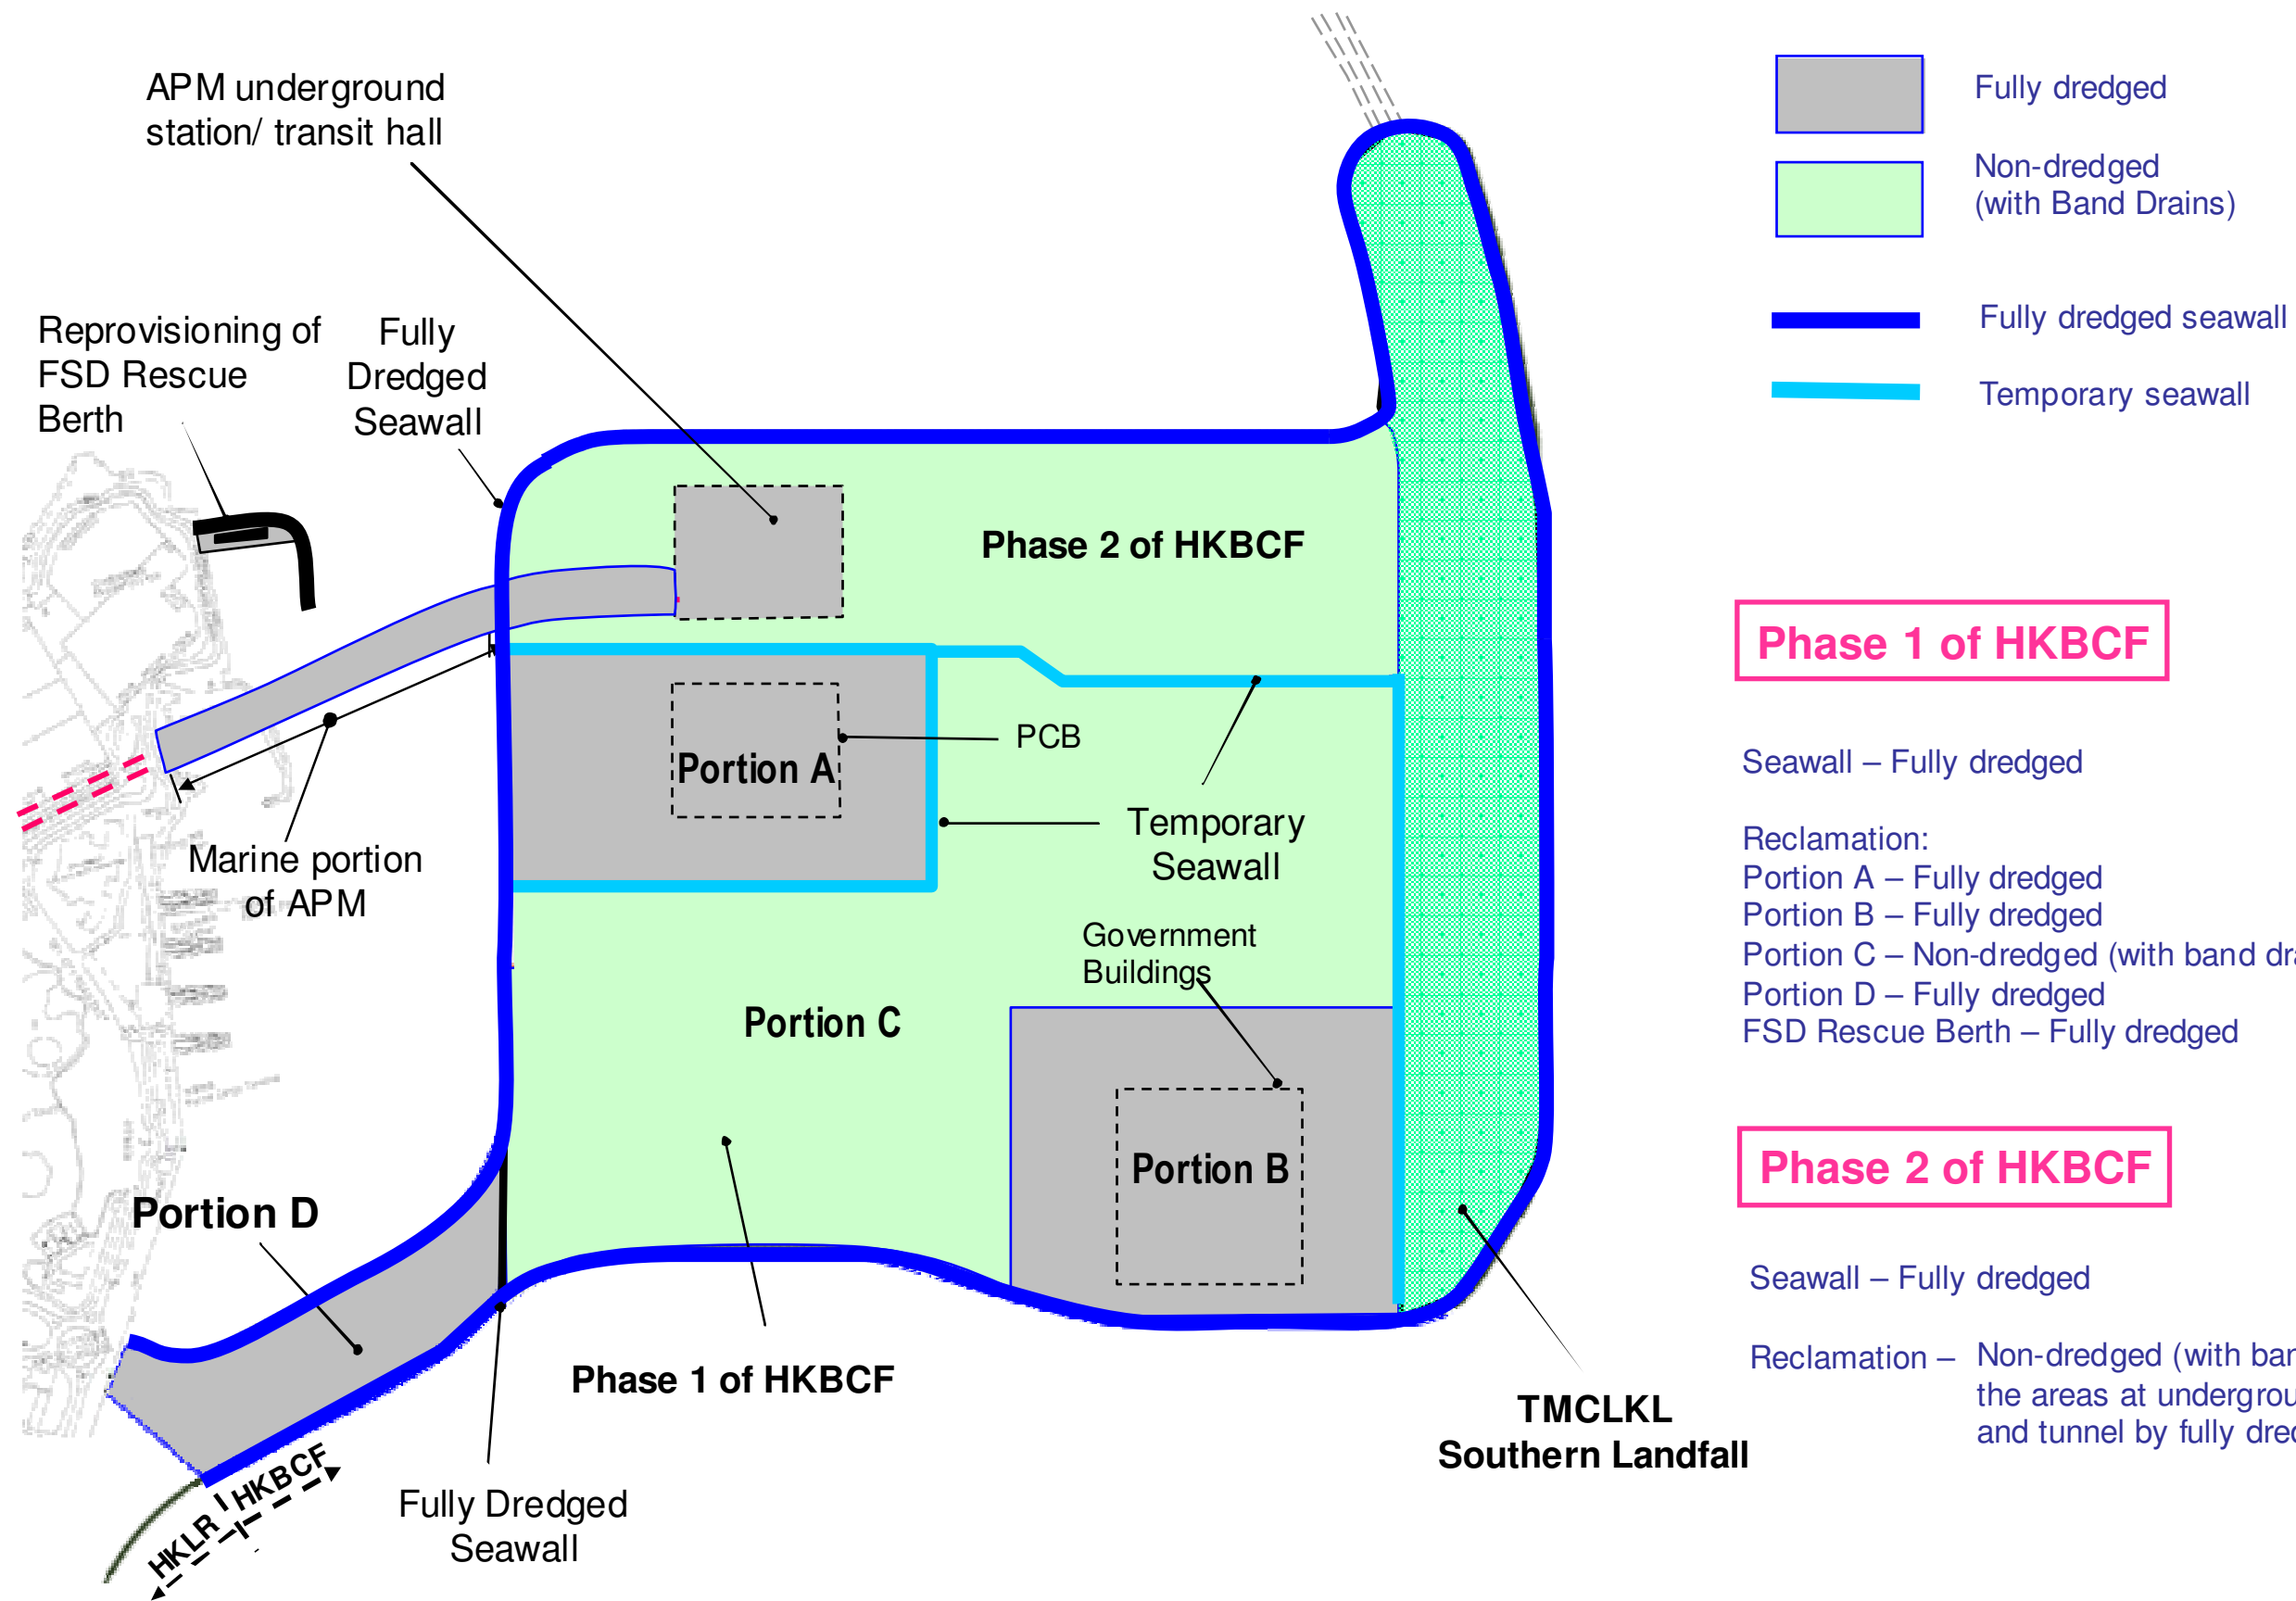 APM underground
station/ transit hall
Reprovisioning of
FSD Rescue
Berth
Fully
Dredged
Seawall
Phase 2 of HKBCF
PCB
Portion A
Temporary
Seawall
Marine portion
of APM
Government
Buildings
Portion C
Portion B
Portion D
Phase 1 of HKBCF
TMCLKL
Southern Landfall
HKBCF
HKLR
Fully Dredged
Seawall
Fully dredged
Non-dredged
(with Band Drains)
Fully dredged seawall
Temporary seawall
Phase 1 of HKBCF
Seawall – Fully dredged
Reclamation:
Portion A – Fully dredged
Portion B – Fully dredged
Portion C – Non-dredged (with band
Portion D – Fully dredged
FSD Rescue Berth – Fully dredged
Phase 2 of HKBCF
Seawall – Fully dredged
Reclamation – Non-dredged (with
the areas at
and tunnel by fully